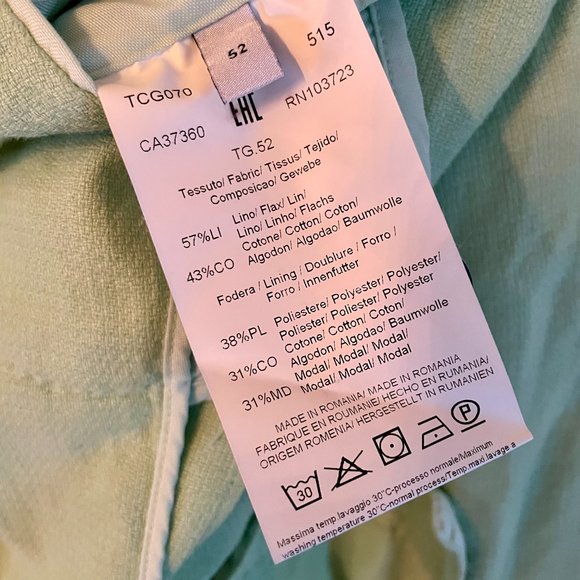 52
TCG070 515
CA37360 EAC RN103723
TG.52
Tessuto/ Fabric/ Tissus/ Tejido/
Composicao/ Gewebe
57%LI Lino/ Flax/ Lin/
Lino/ Linho/ Flachs
43%CO Cotone/ Cotton/ Coton/
Algodon/ Algodao/ Baumwolle
Fodera / Lining / Doublure / Forro /
Forro / Innenfutter
38%PL Poliestere/ Polyester/ Polyester/
Poliester/ Poliester/ Polyester
31%CO Cotone/ Cotton/ Coton/
Algodon/ Algodao/ Baumwolle
31%MD Modal/ Modal/ Modal/
Modal/ Modal/ Modal
MADE IN ROMANIA/ MADE IN ROMANIA
FABRIQUE EN ROUMANIE/ HECHO EN RUMANIA/
ORIGEM ROMENIA/ HERGESTELLT IN RUMANIEN
30 P
Massima temp.lavaggio 30°C-processo normale/Maximum
washing temperature 30°C-normal process/Temp.maxi.lavage a